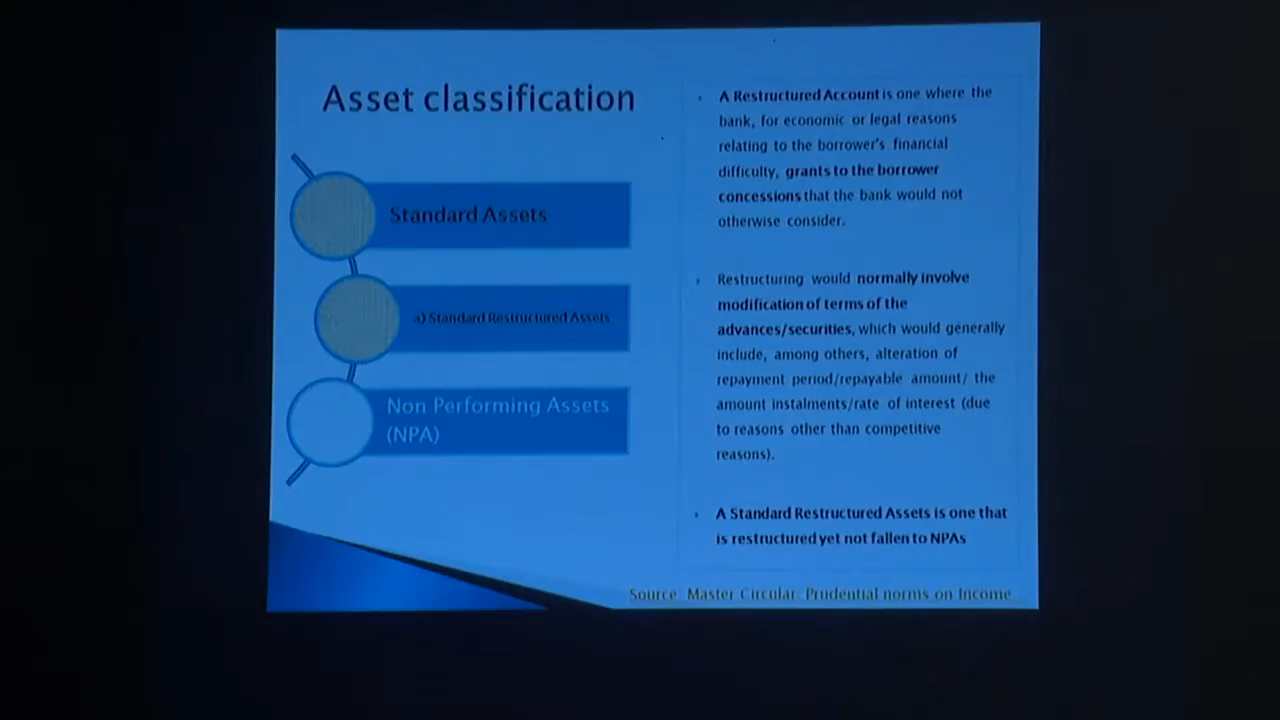 Asset classification
Standard Assets
a) Standard Restructured Assets
Non Performing Assets
(NPA)
A Restructured Account is one where the
bank, for economic or legal reasons
relating to the borrower's financial
difficulty, grants to the borrower
concessions that the bank would not
otherwise consider.
Restructuring would normally involve
modification of terms of the
advances/securities, which would generally
include, among others, alteration of
repayment period/repayable amount/ the
amount instalments/rate of interest (due
to reasons other than competitive
reasons).
A Standard Restructured Assets is one that
is restructured yet not fallen to NPAs
Source Master Circular Prudential norms on Income